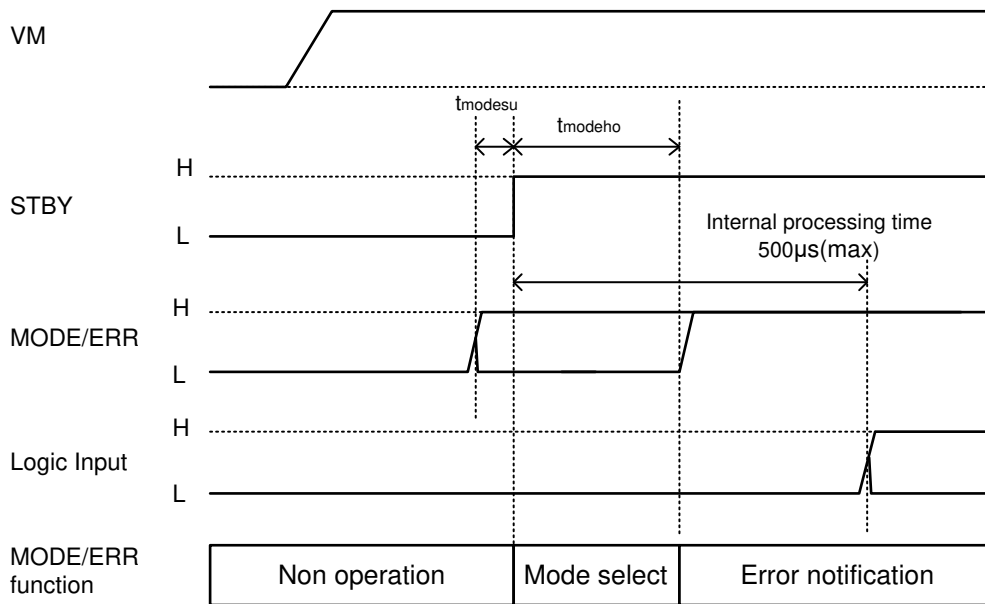 VM
tmodesu
tmodeho
H
STBY
L
Internal processing time
500µs(max)
H
MODE/ERR
L
H
Logic Input
L
MODE/ERR
function
Non operation
Mode select
Error notification